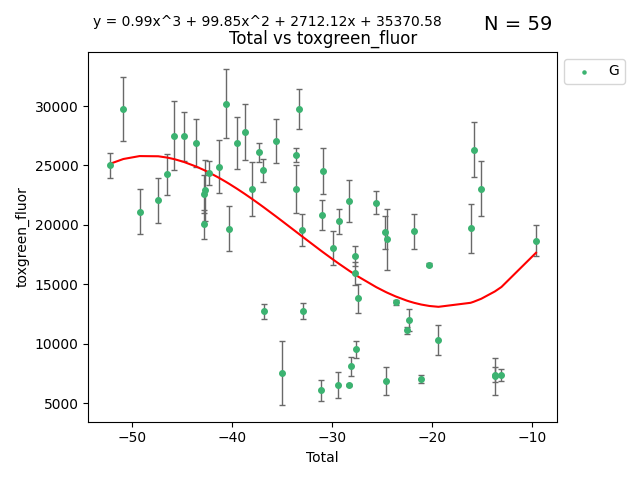 y = 0.99x^3 + 99.85x^2 + 2712.12x + 35370.58
N = 59
Total vs toxgreen_fluor
G
toxgreen_fluor
30000
25000
20000
15000
10000
5000
−50 −40 −30 −20 −10
Total